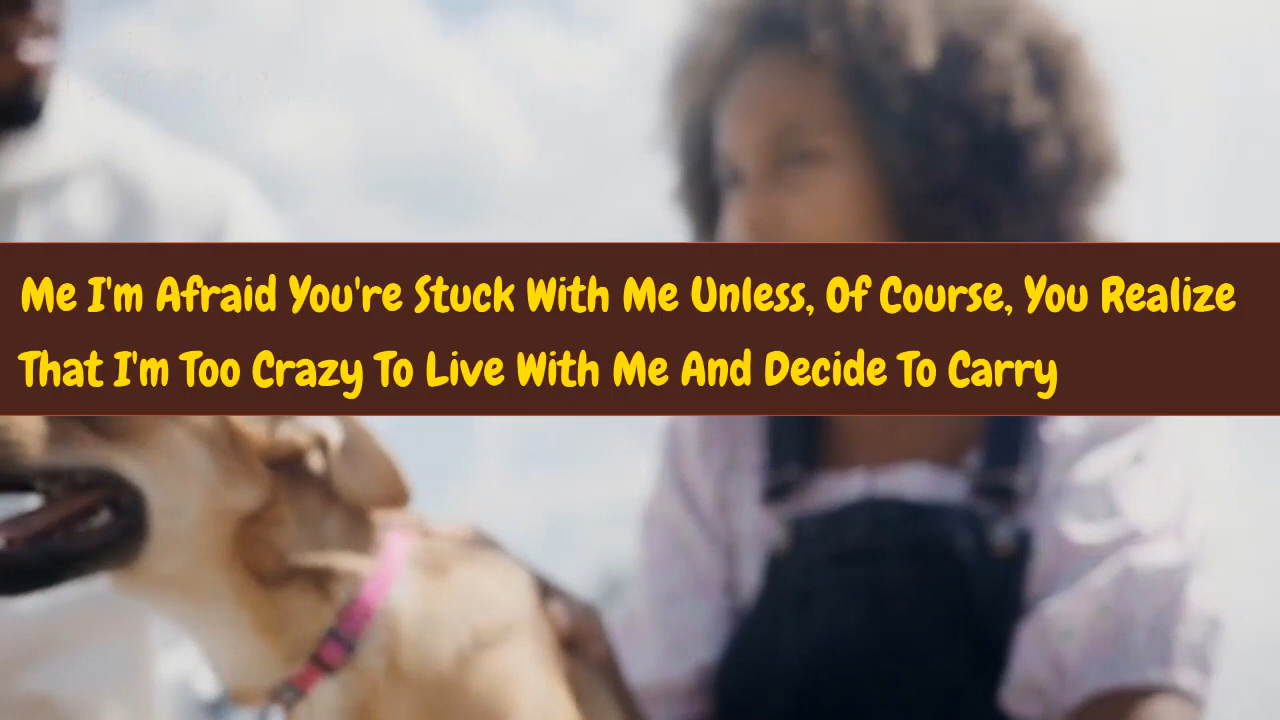 Me I'm Afraid You're Stuck With Me Unless, Of Course, You Realize
That I'm Too Crazy To Live With Me And Decide To Carry